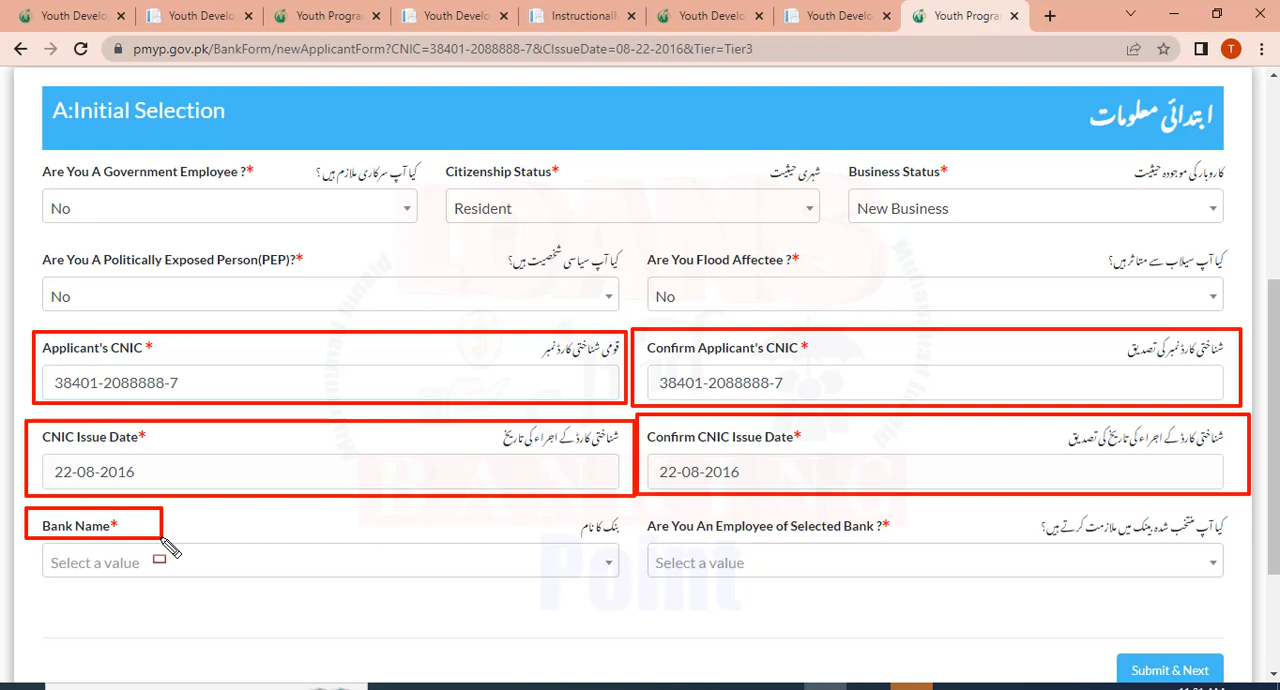 Youth Develo
Youth Develo
Youth Progra
Youth Develo
Instructional
Youth Develo
Youth Develo
Youth Progra
pmyp.gov.pk/BankForm/newApplicantForm?CNIC=38401-2088888-7&CIssueDate=08-22-2016&Tier=Tier3
T
A:Initial Selection ابتدائی معلومات
Are You A Government Employee ?* کیا آپ سرکاری ملازم ہیں ؟
Citizenship Status* شہری حیثیت
Business Status* کاروبار کی موجودہ حیثیت
No
Resident
New Business
Are You A Politically Exposed Person(PEP)?* کیا آپ سیاسی شخصیت ہیں؟
Are You Flood Affectee ?* کیا آپ سیلاب سے متاثر ہیں؟
No
No
Applicant's CNIC * قومی شناختی کارڈ نمبر
Confirm Applicant's CNIC * شناختی کارڈ نمبر کی تصدیق
38401-2088888-7
38401-2088888-7
CNIC Issue Date* شناختی کارڈ کے اجراء کی تاریخ
Confirm CNIC Issue Date* شناختی کارڈ کے اجراء کی تاریخ کی تصدیق
22-08-2016
22-08-2016
Bank Name* بنک کا نام
Are You An Employee of Selected Bank ?* کیا آپ منتخب شدہ بینک میں ملازمت کرتے ہیں؟
Select a value
Select a value
LOANS
and
BANKING
Point
Muhammad Junaid
Submit & Next